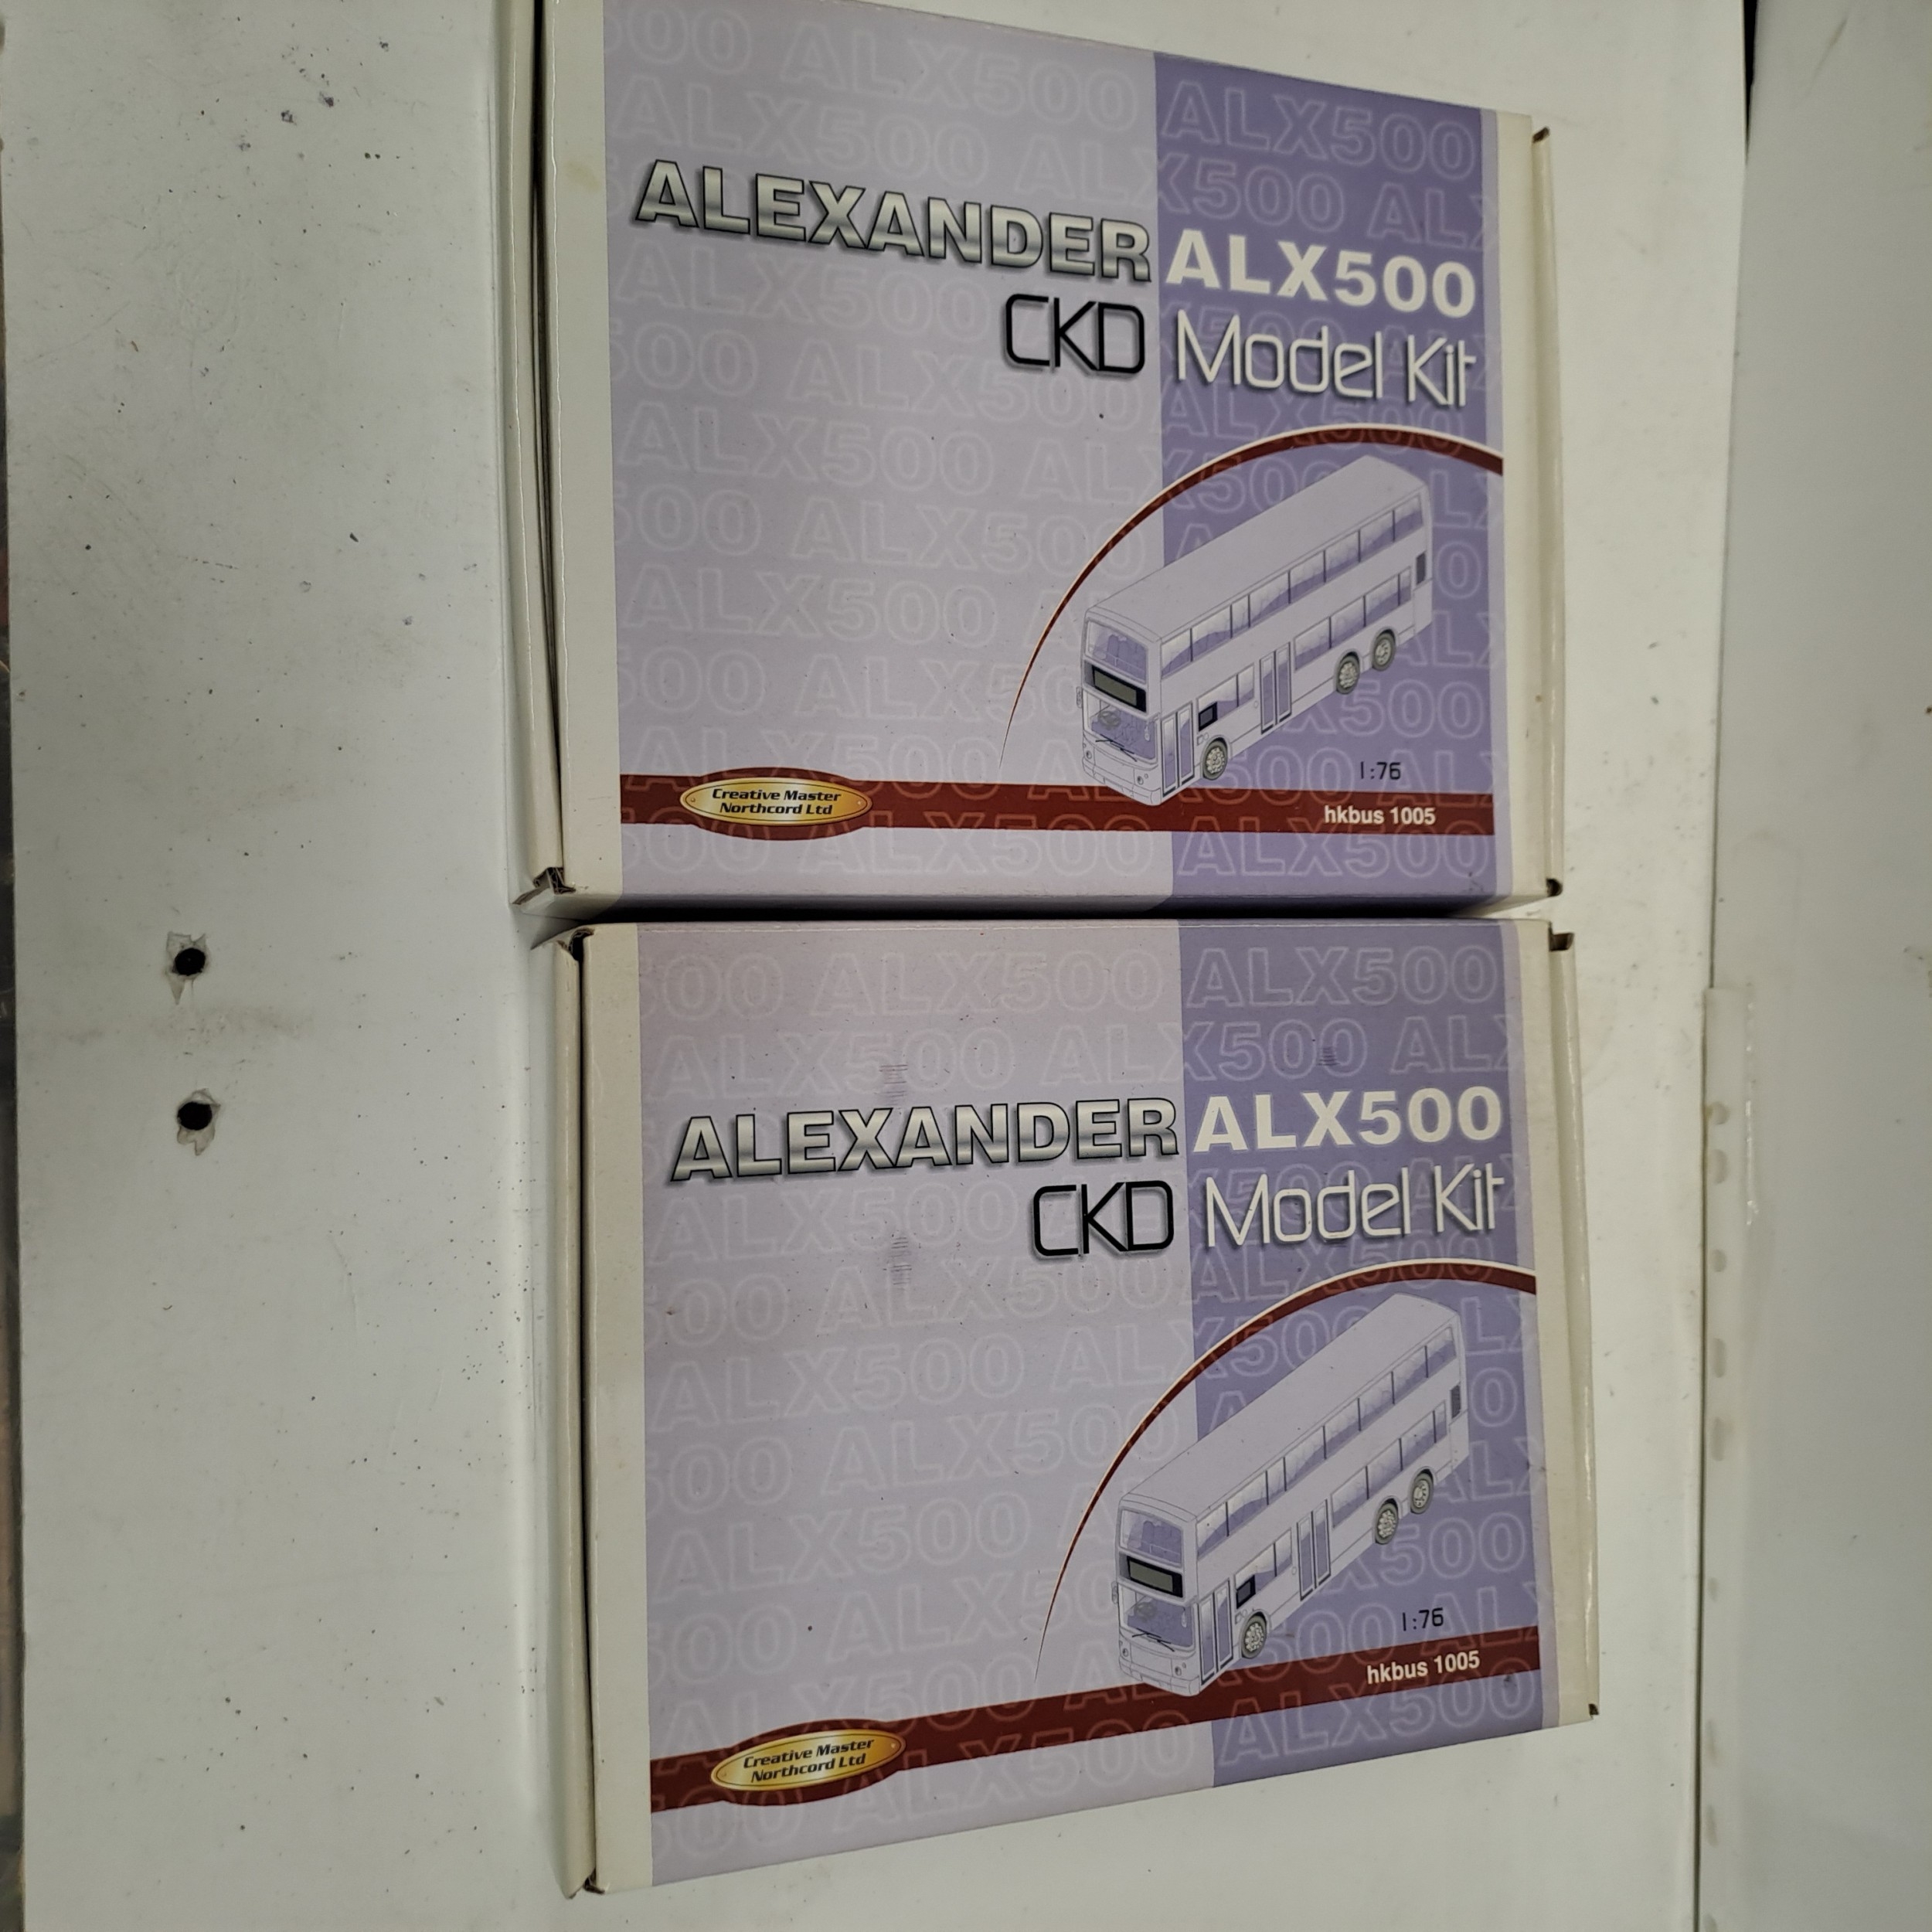 ALEXANDER ALX500
CKD Model Kit
1:76
Creative Master
Northcord Ltd
hkbus 1005
ALEXANDER ALX500
CKD Model Kit
1:76
hkbus 1005
Creative Master
Northcord Ltd